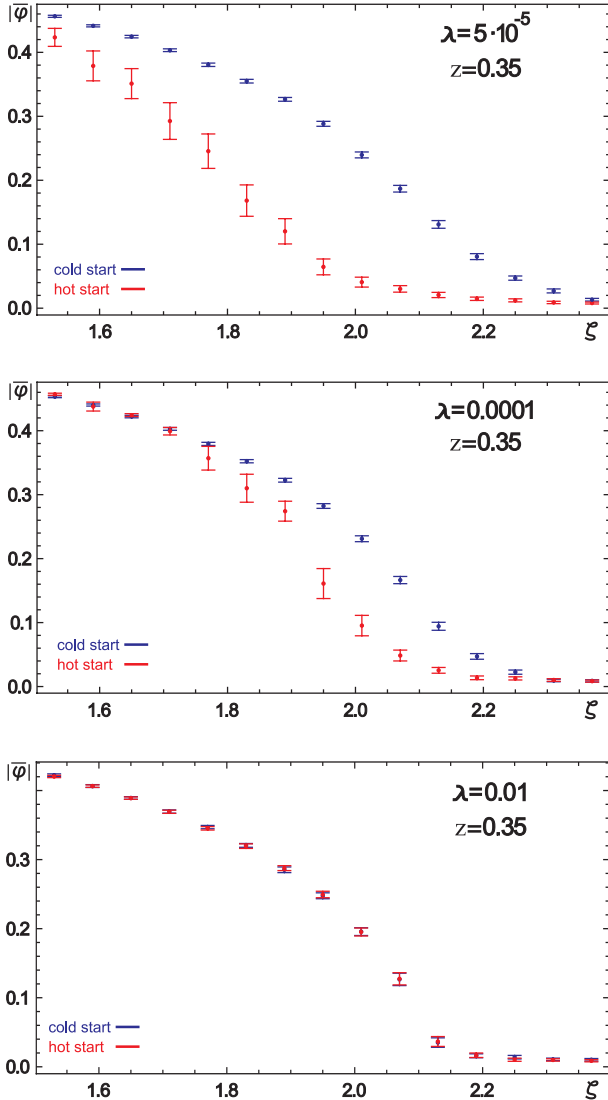 |φ̅|
λ=5·10⁻⁵
z=0.35
0.4
0.3
0.2
0.1
0.0
cold start
hot start
1.6 1.8 2.0 2.2 ζ
|φ̅|
λ=0.0001
z=0.35
0.4
0.3
0.2
0.1
0.0
cold start
hot start
1.6 1.8 2.0 2.2 ζ
|φ̅|
λ=0.01
z=0.35
0.3
0.2
0.1
0.0
cold start
hot start
1.6 1.8 2.0 2.2 ζ